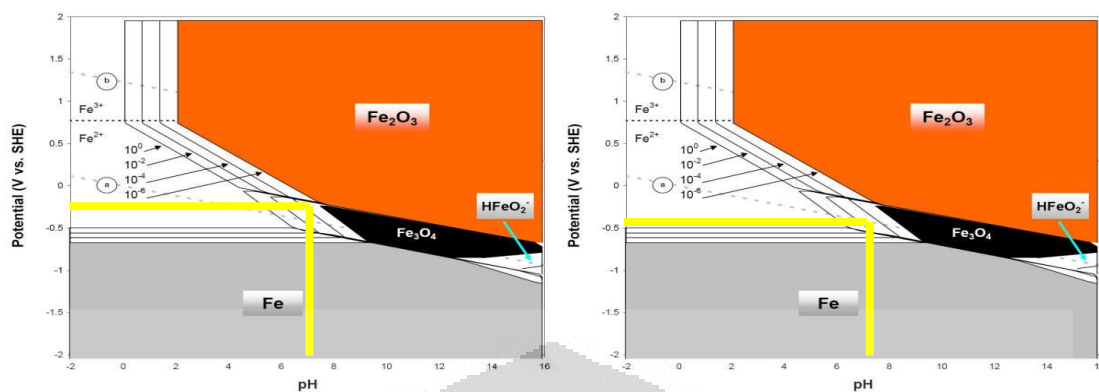 2
1.5
1
0.5
0
-0.5
-1
-1.5
-2
Potential (V vs. SHE)
b
Fe³⁺
Fe²⁺
10⁰
10⁻²
10⁻⁴
10⁻⁶
a
Fe₂O₃
HFeO₂⁻
Fe₃O₄
Fe
-2 0 2 4 6 8 10 12 14 16
pH
2
1.5
1
0.5
0
-0.5
-1
-1.5
-2
Potential (V vs. SHE)
b
Fe³⁺
Fe²⁺
10⁰
10⁻²
10⁻⁴
10⁻⁶
a
Fe₂O₃
HFeO₂⁻
Fe₃O₄
Fe
-2 0 2 4 6 8 10 12 14 16
pH